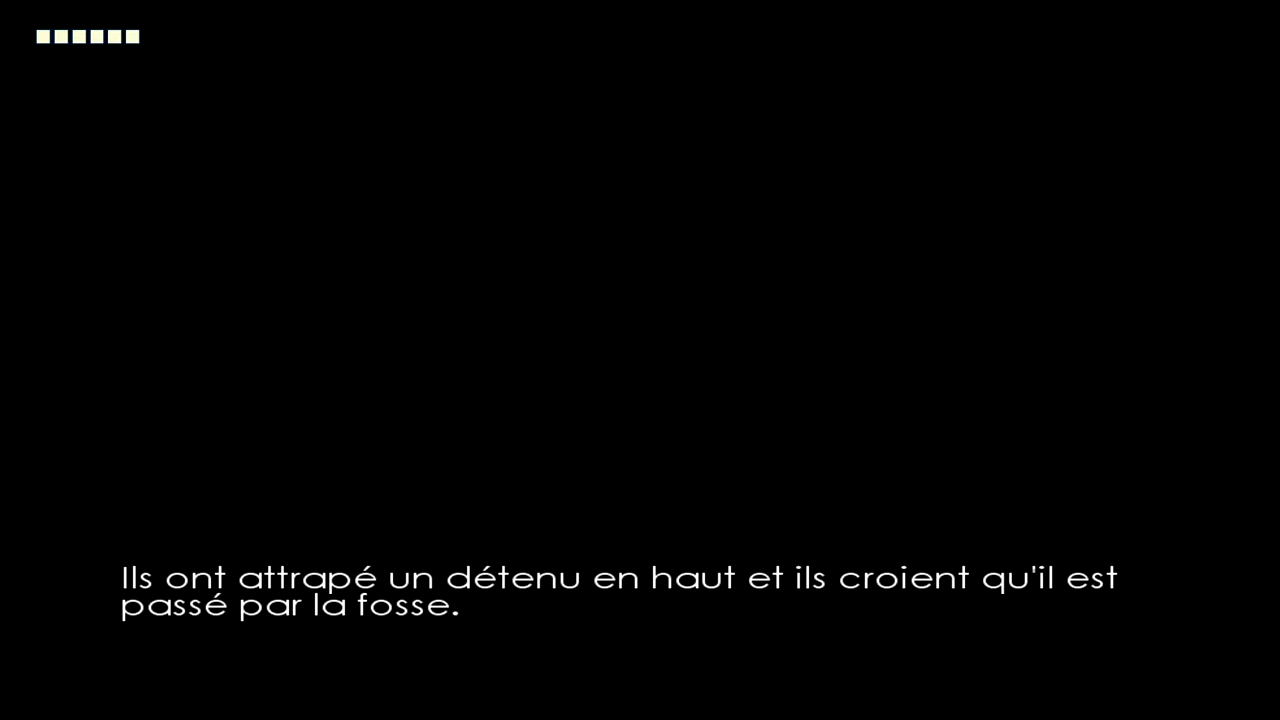 Ils ont attrapé un détenu en haut et ils croient qu'il est
passé par la fosse.